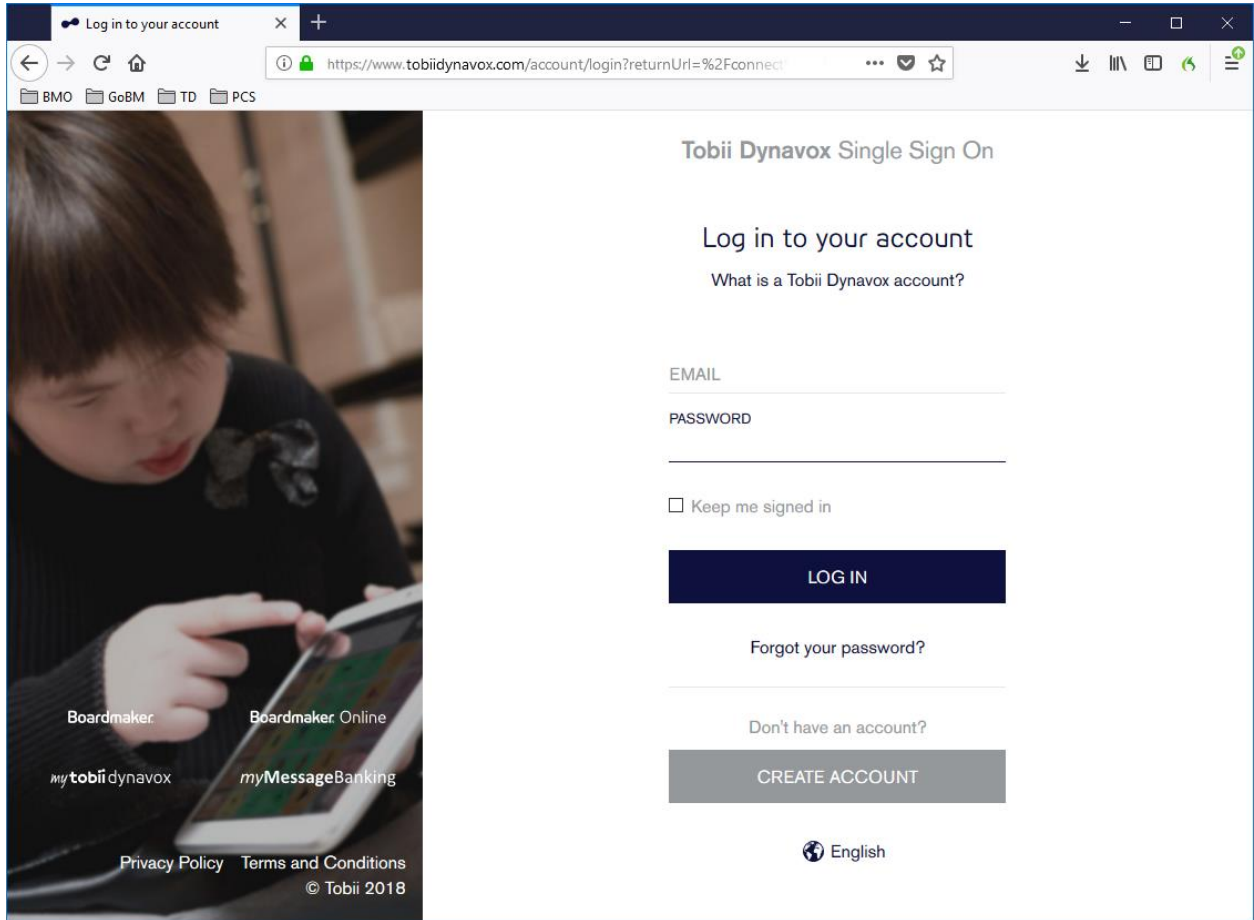 Log in to your account
https://www.tobiidynavox.com/account/login?returnUrl=%2Fconnect
BMO GoBM TD PCS
Tobii Dynavox Single Sign On
Log in to your account
What is a Tobii Dynavox account?
EMAIL
PASSWORD
Keep me signed in
LOG IN
Forgot your password?
Don't have an account?
CREATE ACCOUNT
English
Boardmaker. Boardmaker. Online
my tobii dynavox myMessageBanking
Privacy Policy Terms and Conditions
© Tobii 2018